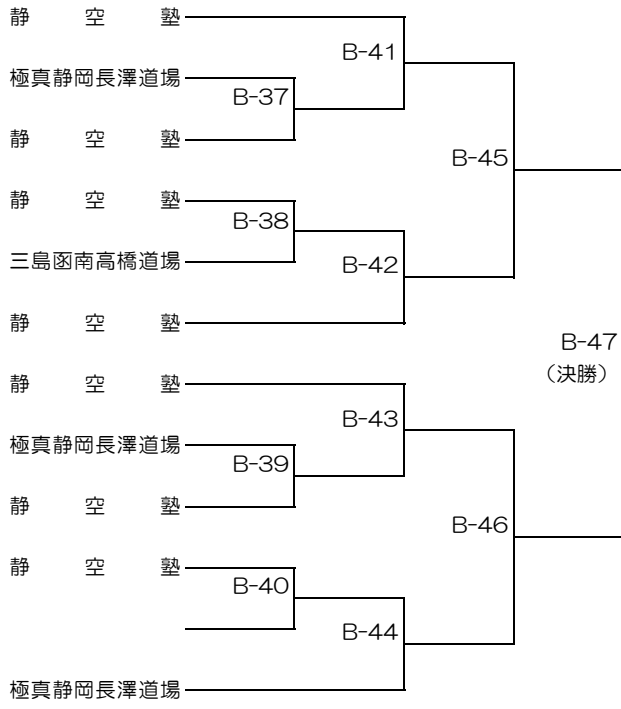 静空塾
B-41
極真静岡長澤道場
B-37
静空塾
B-45
静空塾
B-38
三島函南高橋道場
B-42
静空塾
B-47
(決勝)
静空塾
B-43
極真静岡長澤道場
B-39
静空塾
B-46
静空塾
B-40
B-44
極真静岡長澤道場